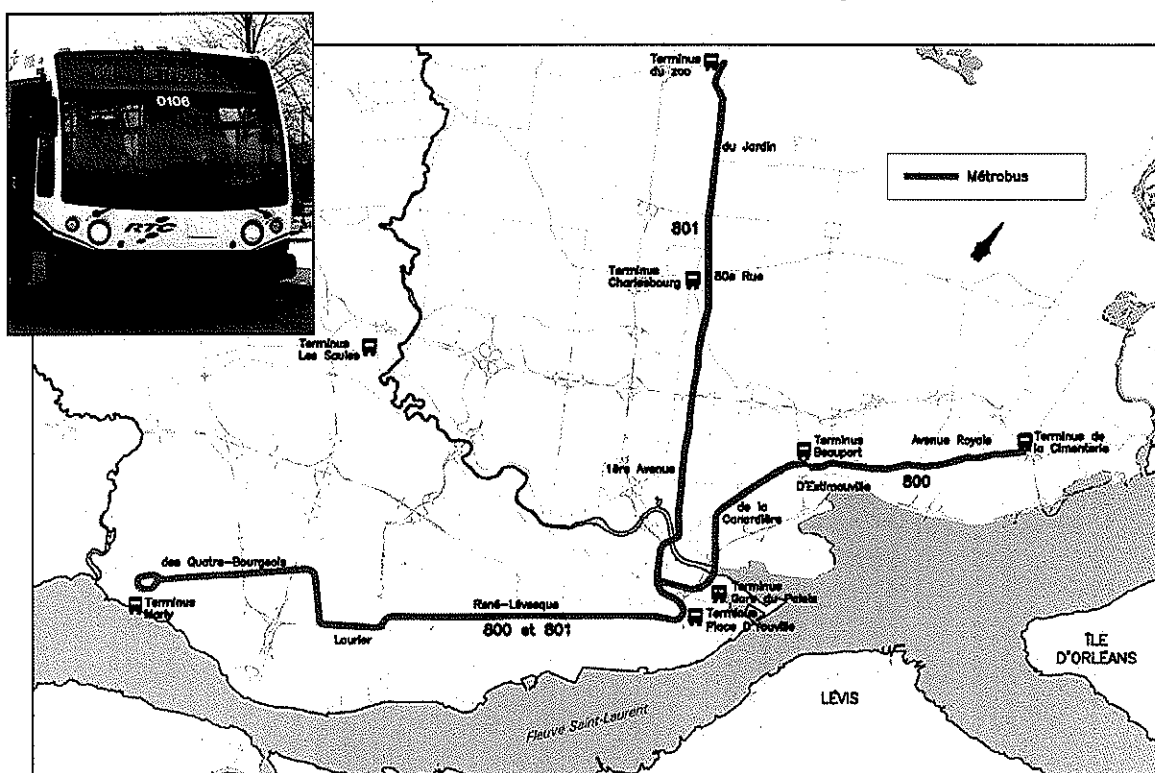 0106
RTC
Terminus
du zoo
du Jardin
Métrobus
801
Terminus
Charlesbourg
80e Rue
Terminus
Les Saules
Terminus
Beauport
Avenue Royale
Terminus de
la Cimenterie
1ère Avenue
D'Estimauville
800
de la
Canardière
des Quatre-Bourgeois
Terminus
Marly
Terminus
Gare du Palais
René-Lévesque
Terminus
Place D'Youville
Laurier
800 et 801
ÎLE
D'ORLÉANS
LÉVIS
Fleuve Saint-Laurent